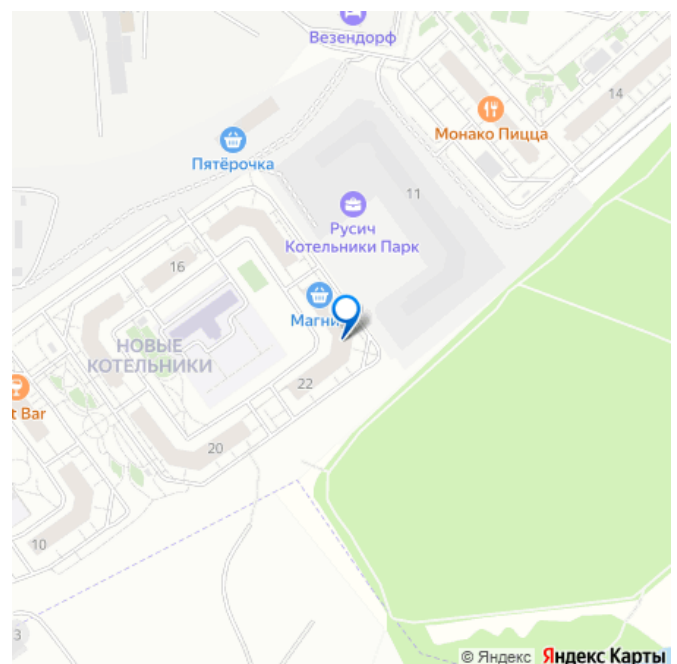 Везендорф
14
Монако Пицца
Пятёрочка
11
Русич
Котельники Парк
16
Магни
НОВЫЕ
КОТЕЛЬНИКИ
22
t Bar
20
10
3
© Яндекс Яндекс Карты